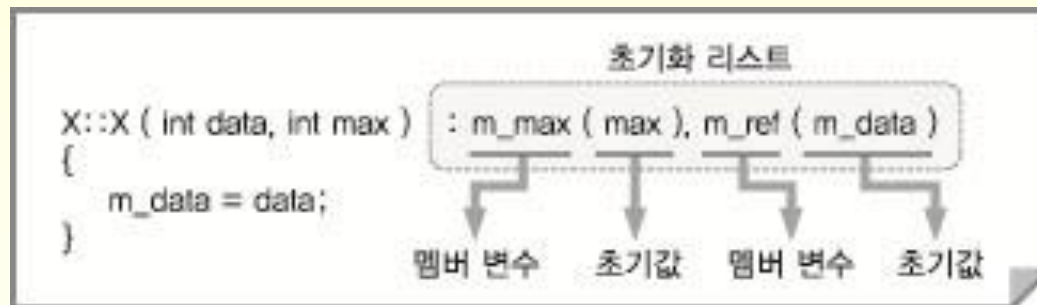 초기화 리스트
X::X ( int data, int max ) : m_max ( max ), m_ref ( m_data )
{
m_data = data;
}
멤버 변수 초기값 멤버 변수 초기값